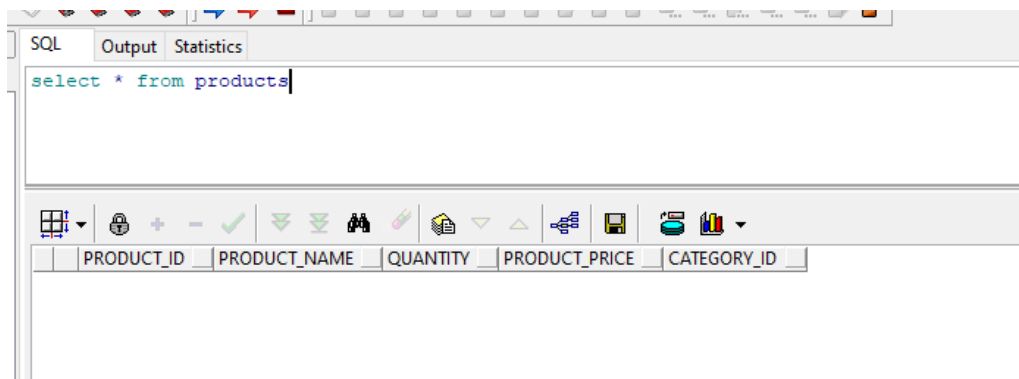 SQL Output Statistics
select * from products
PRODUCT_ID PRODUCT_NAME QUANTITY PRODUCT_PRICE CATEGORY_ID